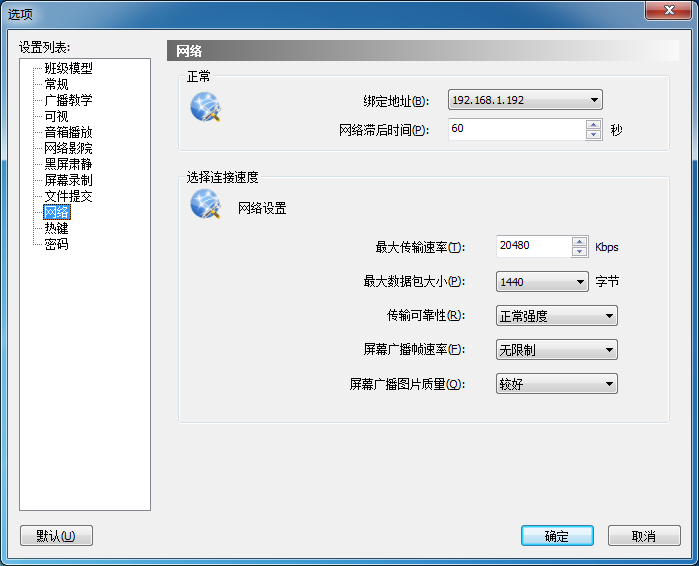 选项
设置列表:
班级模型
常规
广播教学
可视
音箱播放
网络影院
黑屏肃静
屏幕录制
文件提交
网络
热键
密码
网络
正常
绑定地址(B): 192.168.1.192
网络滞后时间(P): 60 秒
选择连接速度
网络设置
最大传输速率(T): 20480 Kbps
最大数据包大小(P): 1440 字节
传输可靠性(R): 正常强度
屏幕广播帧速率(F): 无限制
屏幕广播图片质量(Q): 较好
默认(U) 确定 取消